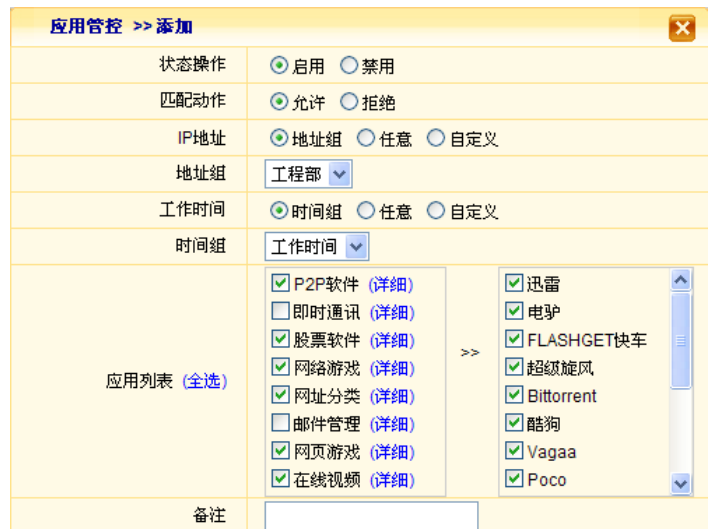 应用管控 >>添加
状态操作 启用 禁用
匹配动作 允许 拒绝
IP地址 地址组 任意 自定义
地址组 工程部
工作时间 时间组 任意 自定义
时间组 工作时间
应用列表 (全选)
P2P软件 (详细)
即时通讯 (详细)
股票软件 (详细)
网络游戏 (详细)
网址分类 (详细)
邮件管理 (详细)
网页游戏 (详细)
在线视频 (详细)
>>
迅雷
电驴
FLASHGET快车
超级旋风
Bittorrent
酷狗
Vagaa
Poco
备注